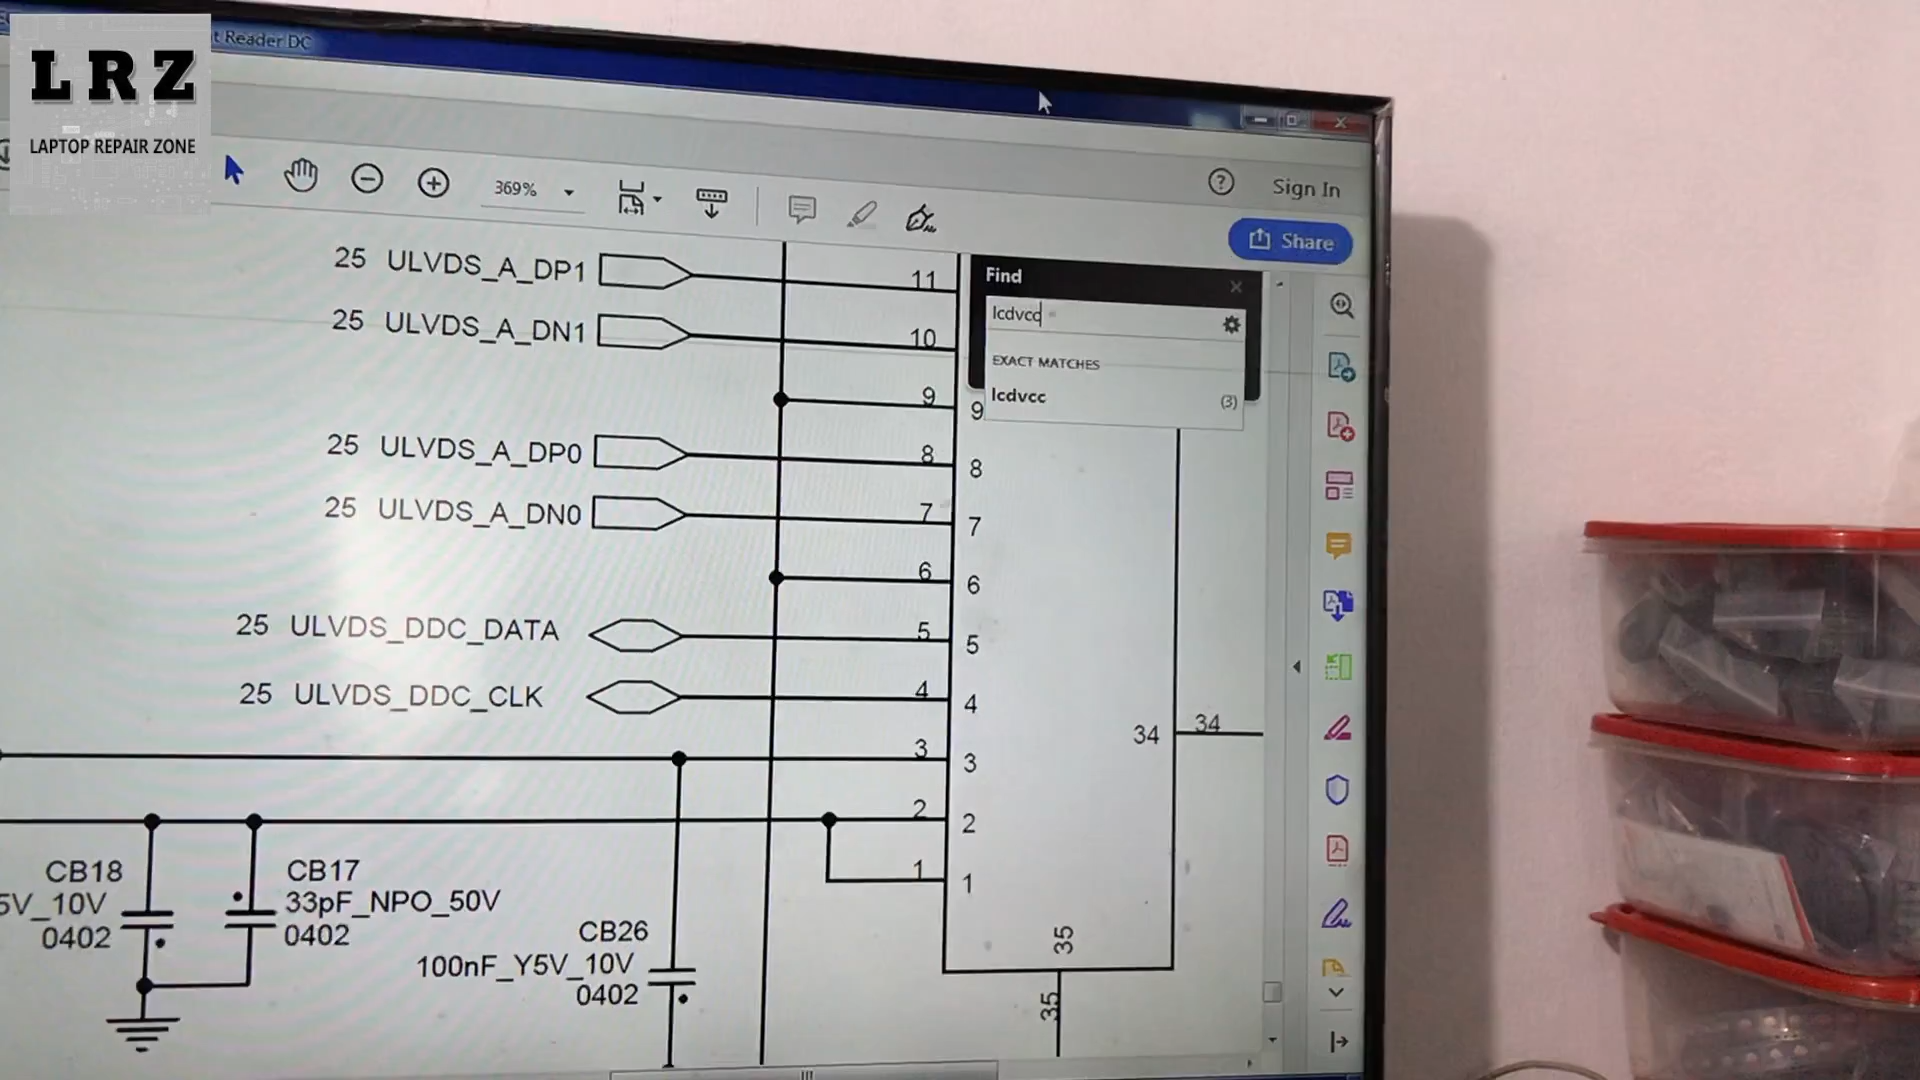 t Reader DC
LRZ
LAPTOP REPAIR ZONE
369%
Sign In
Share
25 ULVDS_A_DP1
11
Find
lcdvcc
25 ULVDS_A_DN1
10
EXACT MATCHES
lcdvcc (3)
9
9
25 ULVDS_A_DP0
8
8
25 ULVDS_A_DN0
7
7
6
6
25 ULVDS_DDC_DATA
5
5
25 ULVDS_DDC_CLK
4
4
34
34
3
3
2
2
1
1
CB18
5V_10V
0402
CB17
33pF_NPO_50V
0402
CB26
100nF_Y5V_10V
0402
35
35